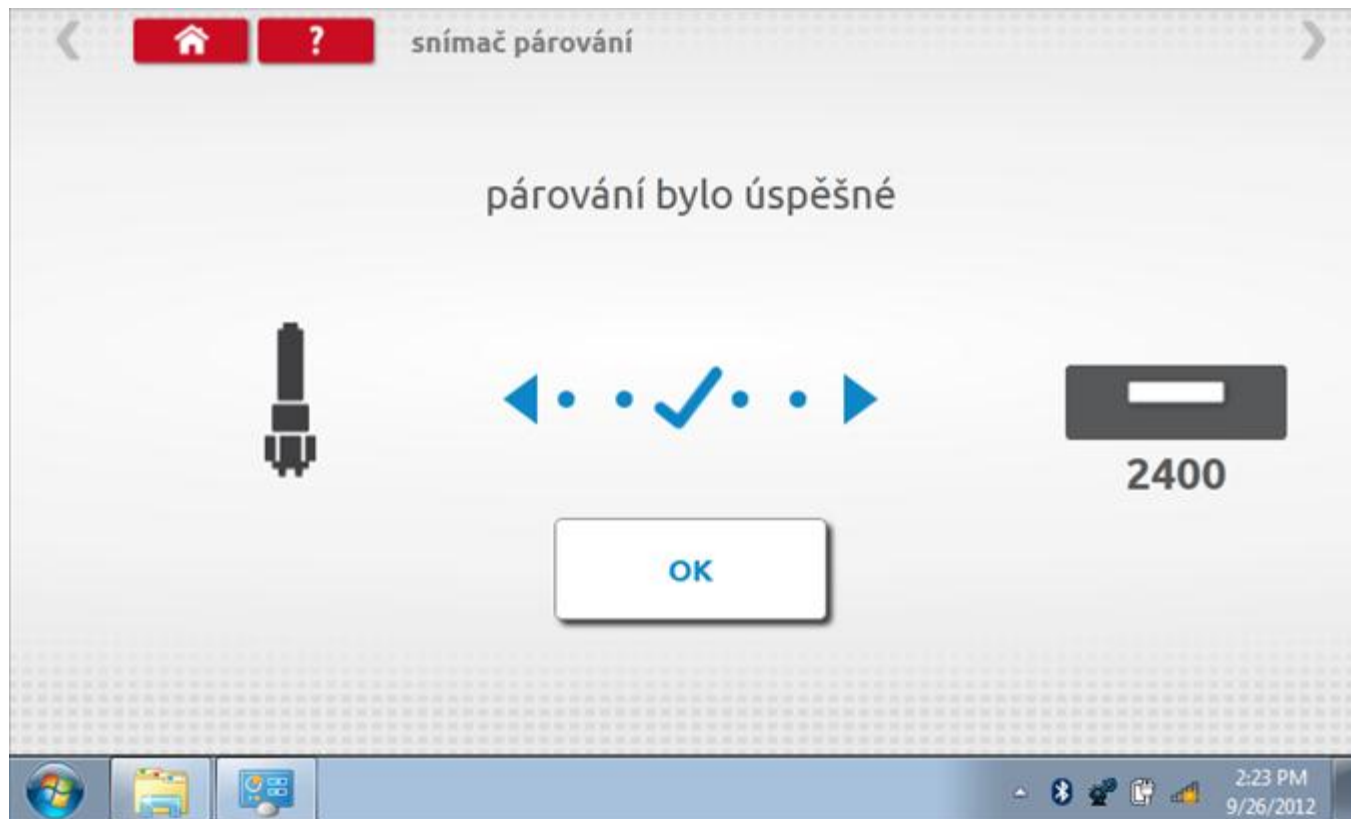 ? snímač párování
párování bylo úspěšné
2400
OK
2:23 PM
9/26/2012